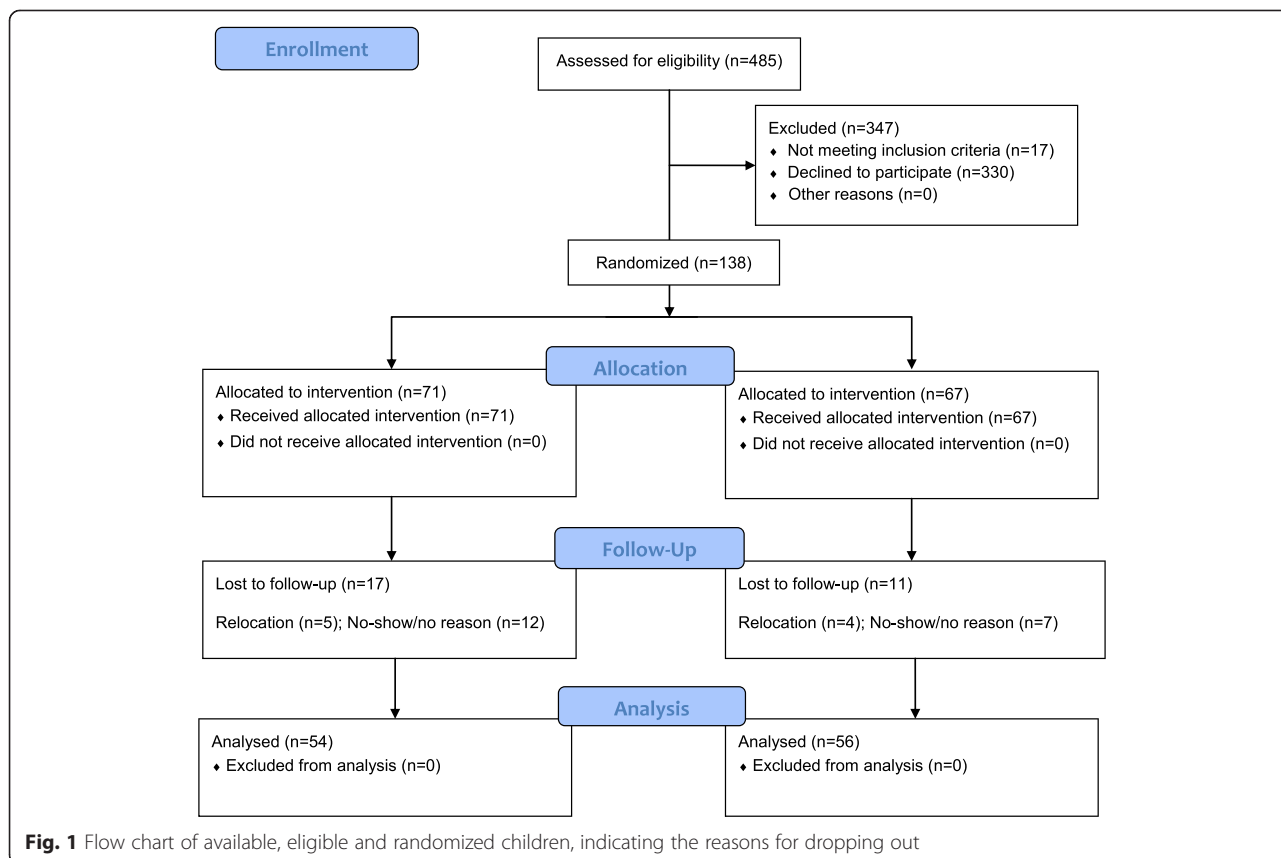 Enrollment
Assessed for eligibility (n=485)
Excluded (n=347)
♦ Not meeting inclusion criteria (n=17)
♦ Declined to participate (n=330)
♦ Other reasons (n=0)
Randomized (n=138)
Allocation
Allocated to intervention (n=71)
♦ Received allocated intervention (n=71)
♦ Did not receive allocated intervention (n=0)
Allocated to intervention (n=67)
♦ Received allocated intervention (n=67)
♦ Did not receive allocated intervention (n=0)
Follow-Up
Lost to follow-up (n=17)
Relocation (n=5); No-show/no reason (n=12)
Lost to follow-up (n=11)
Relocation (n=4); No-show/no reason (n=7)
Analysis
Analysed (n=54)
♦ Excluded from analysis (n=0)
Analysed (n=56)
♦ Excluded from analysis (n=0)
Fig. 1 Flow chart of available, eligible and randomized children, indicating the reasons for dropping out